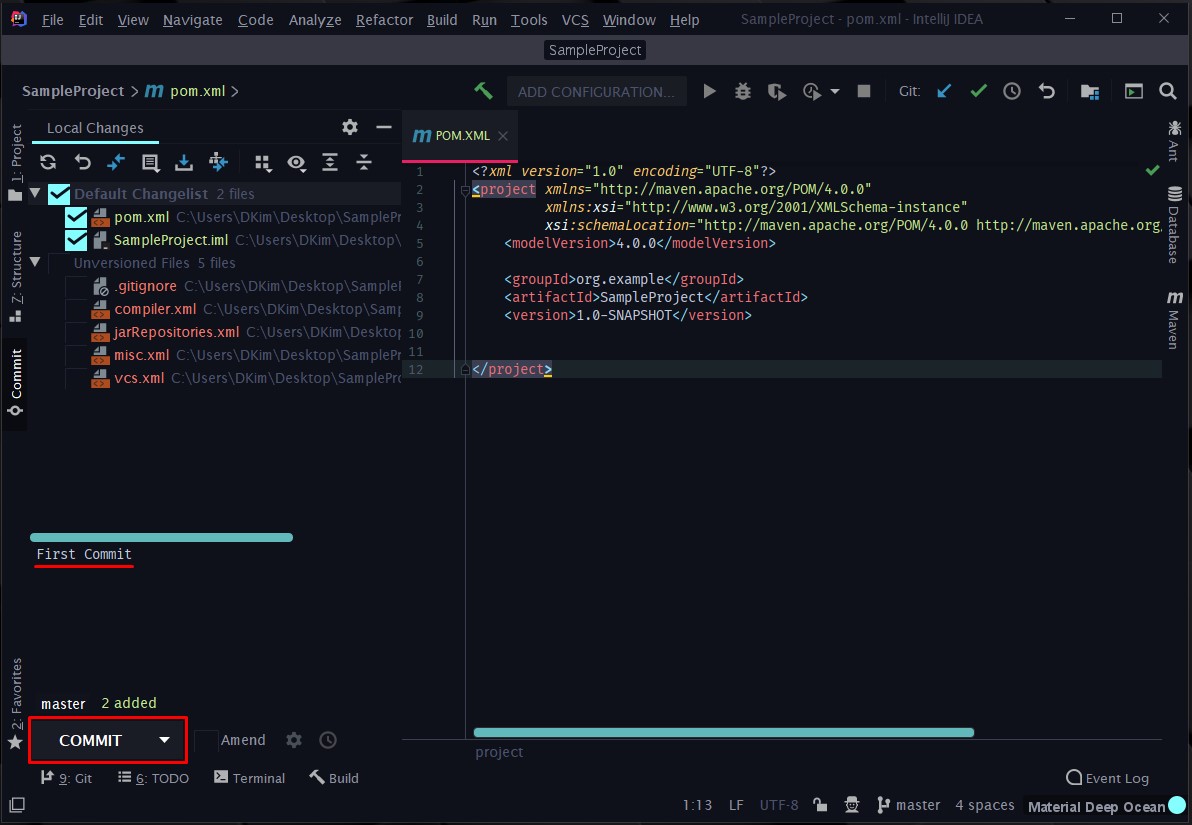 File Edit View Navigate Code Analyze Refactor Build Run Tools VCS Window Help SampleProject - pom.xml - IntelliJ IDEA
SampleProject
SampleProject > m pom.xml >
ADD CONFIGURATION...
Git:
1: Project
Z: Structure
Commit
2: Favorites
Local Changes
Default Changelist 2 files
pom.xml C:\Users\DKim\Desktop\SamplePr
SampleProject.iml C:\Users\DKim\Desktop\
Unversioned Files 5 files
.gitignore C:\Users\DKim\Desktop\Sample
compiler.xml C:\Users\DKim\Desktop\Sam
jarRepositories.xml C:\Users\DKim\Deskto
misc.xml C:\Users\DKim\Desktop\SamplePr
vcs.xml C:\Users\DKim\Desktop\SamplePro
First Commit
master 2 added
COMMIT Amend
m POM.XML
1 <?xml version="1.0" encoding="UTF-8"?>
2 <project xmlns="http://maven.apache.org/POM/4.0.0"
3 xmlns:xsi="http://www.w3.org/2001/XMLSchema-instance"
4 xsi:schemaLocation="http://maven.apache.org/POM/4.0.0 http://maven.apache.org
5 <modelVersion>4.0.0</modelVersion>
6
7 <groupId>org.example</groupId>
8 <artifactId>SampleProject</artifactId>
9 <version>1.0-SNAPSHOT</version>
10
11
12 </project>
project
Ant
Database
m Maven
9: Git 6: TODO Terminal Build Event Log
1:13 LF UTF-8 master 4 spaces Material Deep Ocean